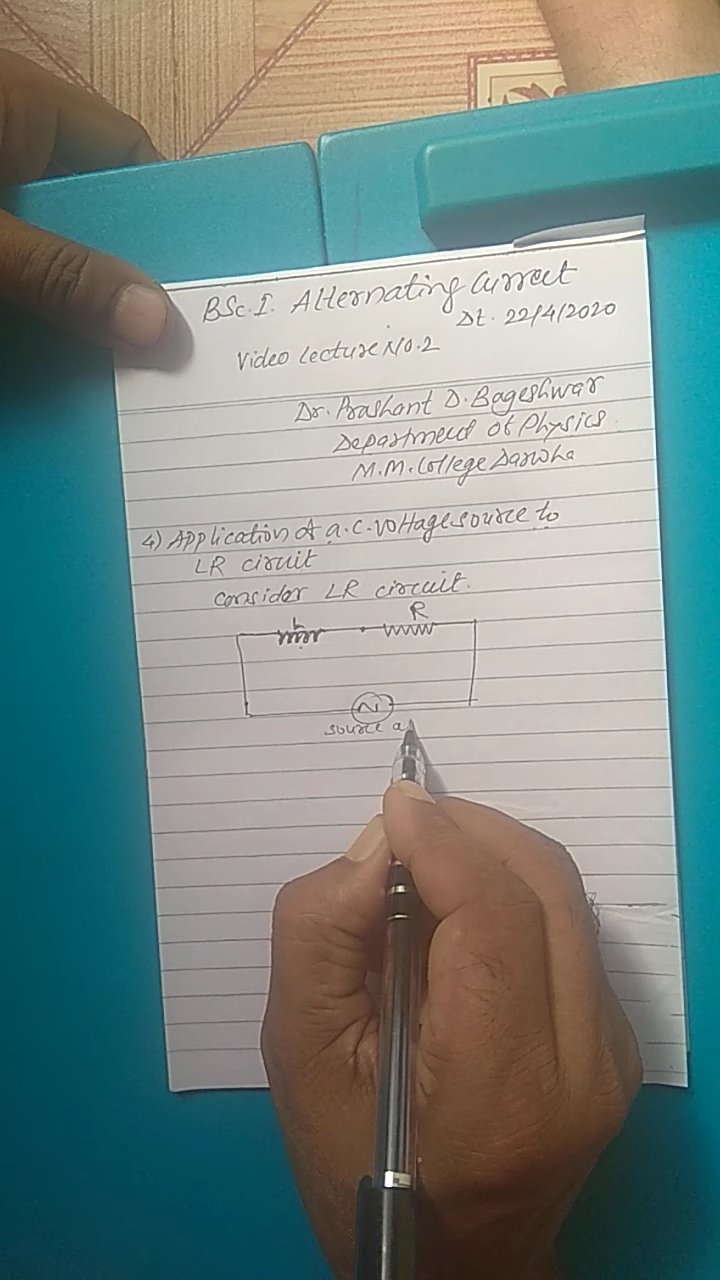 BSc.I. Alternating Current
Dt. 22/4/2020
Video Lecture No.2
Dr. Prashant D. Bageshwar
Department of Physics
M.M. College Darwha
4) Application of a.c. voltage source to
LR ciruit
consider LR circuit.
L R
source a